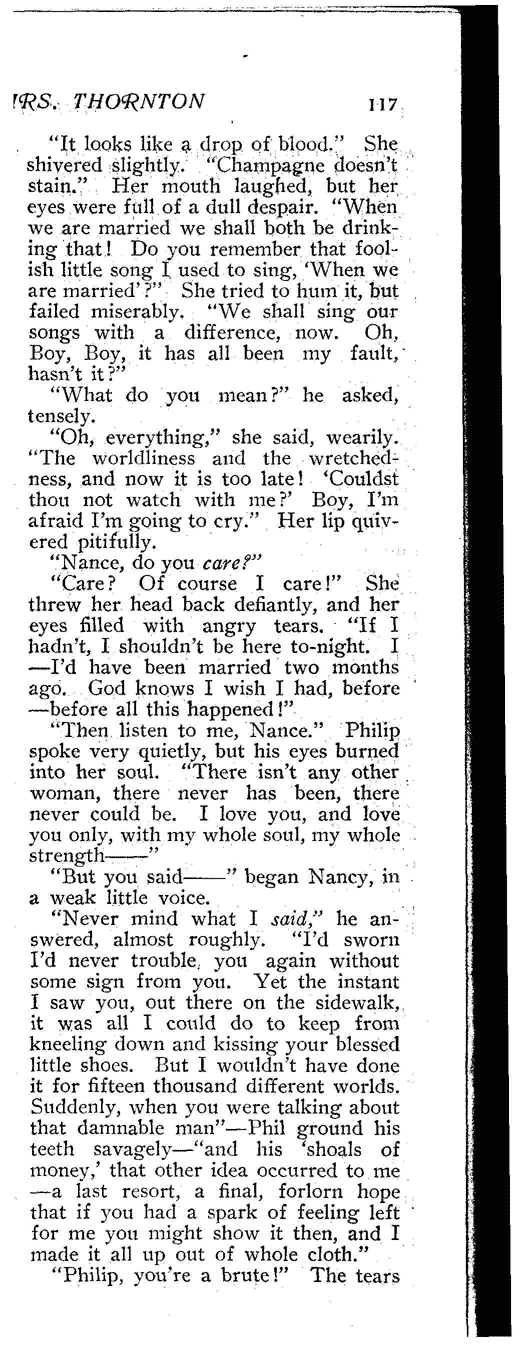 RS. THORNTON 117
"It looks like a drop of blood." She
shivered slightly. "Champagne doesn't
stain." Her mouth laughed, but her
eyes were full of a dull despair. "When
we are married we shall both be drink-
ing that! Do you remember that fool-
ish little song I used to sing, 'When we
are married'?" She tried to hum it, but
failed miserably. "We shall sing our
songs with a difference, now. Oh,
Boy, Boy, it has all been my fault,
hasn't it?"
"What do you mean?" he asked,
tensely.
"Oh, everything," she said, wearily.
"The worldliness and the wretched-
ness, and now it is too late! 'Couldst
thou not watch with me?' Boy, I'm
afraid I'm going to cry." Her lip quiv-
ered pitifully.
"Nance, do you care?"
"Care? Of course I care!" She
threw her head back defiantly, and her
eyes filled with angry tears. "If I
hadn't, I shouldn't be here to-night. I
—I'd have been married two months
ago. God knows I wish I had, before
—before all this happened!"
"Then listen to me, Nance." Philip
spoke very quietly, but his eyes burned
into her soul. "There isn't any other
woman, there never has been, there
never could be. I love you, and love
you only, with my whole soul, my whole
strength——"
"But you said——" began Nancy, in
a weak little voice.
"Never mind what I said," he an-
swered, almost roughly. "I'd sworn
I'd never trouble you again without
some sign from you. Yet the instant
I saw you, out there on the sidewalk,
it was all I could do to keep from
kneeling down and kissing your blessed
little shoes. But I wouldn't have done
it for fifteen thousand different worlds.
Suddenly, when you were talking about
that damnable man"—Phil ground his
teeth savagely—"and his 'shoals of
money,' that other idea occurred to me
—a last resort, a final, forlorn hope
that if you had a spark of feeling left
for me you might show it then, and I
made it all up out of whole cloth."
"Philip, you're a brute!" The tears